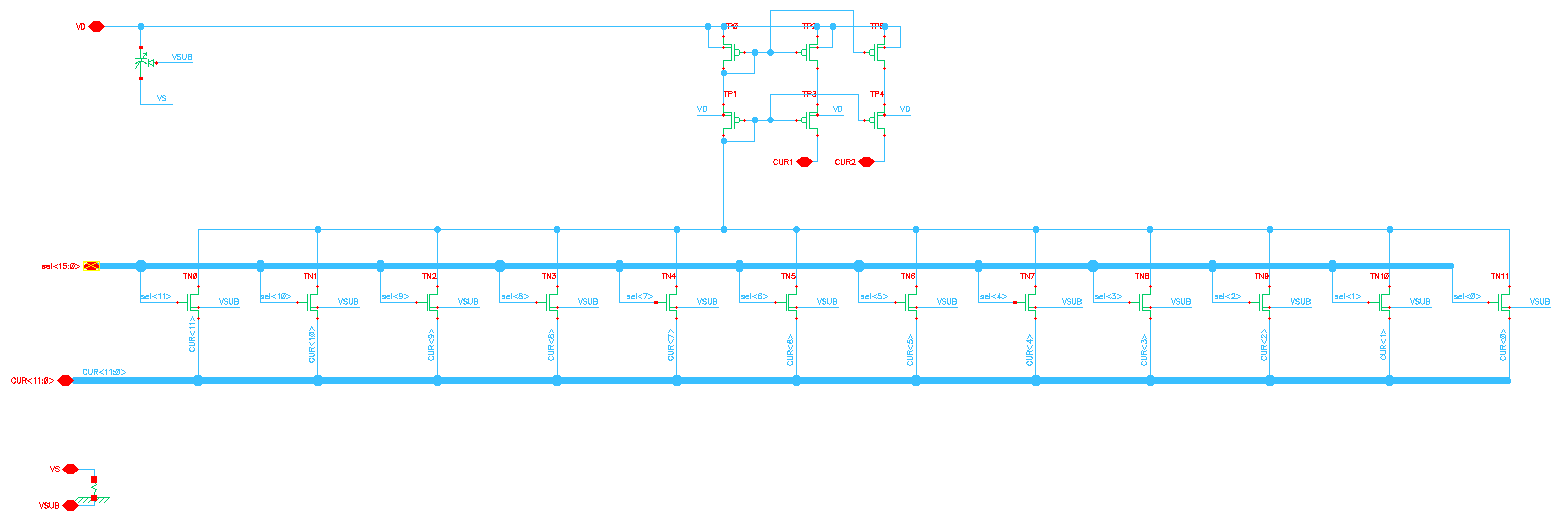 VD
TP0 TP2 TP5
VSUB
VS
TP1 TP3 TP4
VD VD VD
CUR1 CUR2
sel<15:0>
TN0 TN1 TN2 TN3 TN4 TN5 TN6 TN7 TN8 TN9 TN10 TN11
sel<11> sel<10> sel<9> sel<8> sel<7> sel<6> sel<5> sel<4> sel<3> sel<2> sel<1> sel<0>
VSUB VSUB VSUB VSUB VSUB VSUB VSUB VSUB VSUB VSUB VSUB VSUB
CUR<11> CUR<10> CUR<9> CUR<8> CUR<7> CUR<6> CUR<5> CUR<4> CUR<3> CUR<2> CUR<1> CUR<0>
CUR<11:0> CUR<11:0>
VS
VSUB